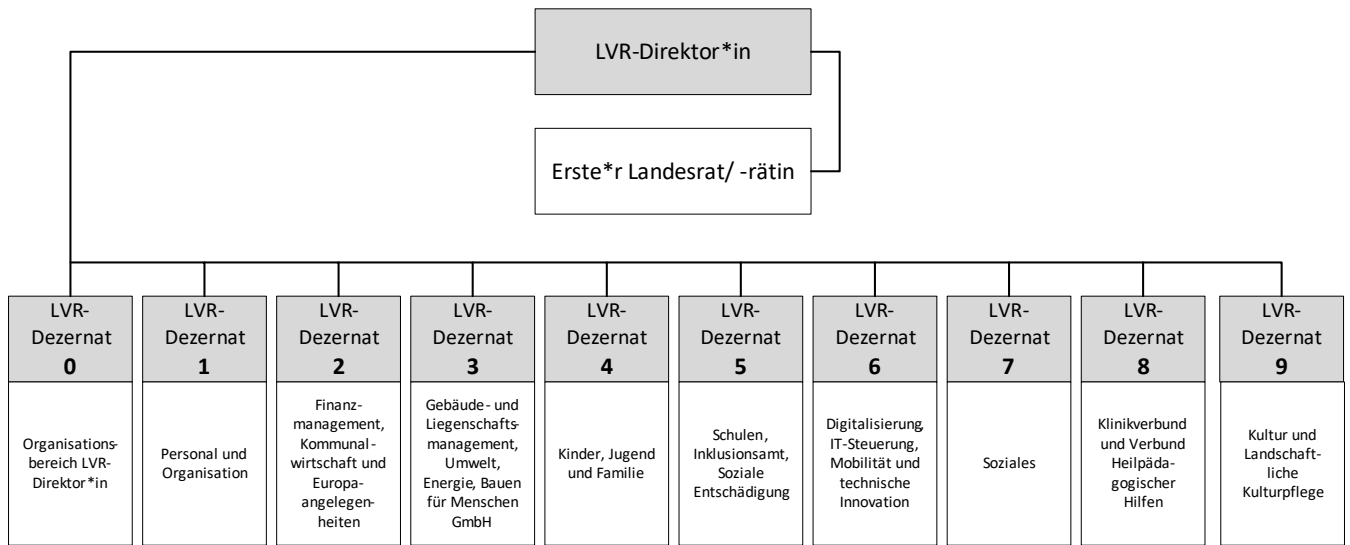 LVR-Direktor*in
Erste*r Landesrat/ -rätin
LVR-
Dezernat
0
Organisations-
bereich LVR-
Direktor*in
LVR-
Dezernat
1
Personal und
Organisation
LVR-
Dezernat
2
Finanz-
management,
Kommunal-
wirtschaft und
Europa-
angelegen-
heiten
LVR-
Dezernat
3
Gebäude- und
Liegenschafts-
management,
Umwelt,
Energie, Bauen
für Menschen
GmbH
LVR-
Dezernat
4
Kinder, Jugend
und Familie
LVR-
Dezernat
5
Schulen,
Inklusionsamt,
Soziale
Entschädigung
LVR-
Dezernat
6
Digitalisierung,
IT-Steuerung,
Mobilität und
technische
Innovation
LVR-
Dezernat
7
Soziales
LVR-
Dezernat
8
Klinikverbund
und Verbund
Heilpäda-
gogischer
Hilfen
LVR-
Dezernat
9
Kultur und
Landschaft-
liche
Kulturpflege